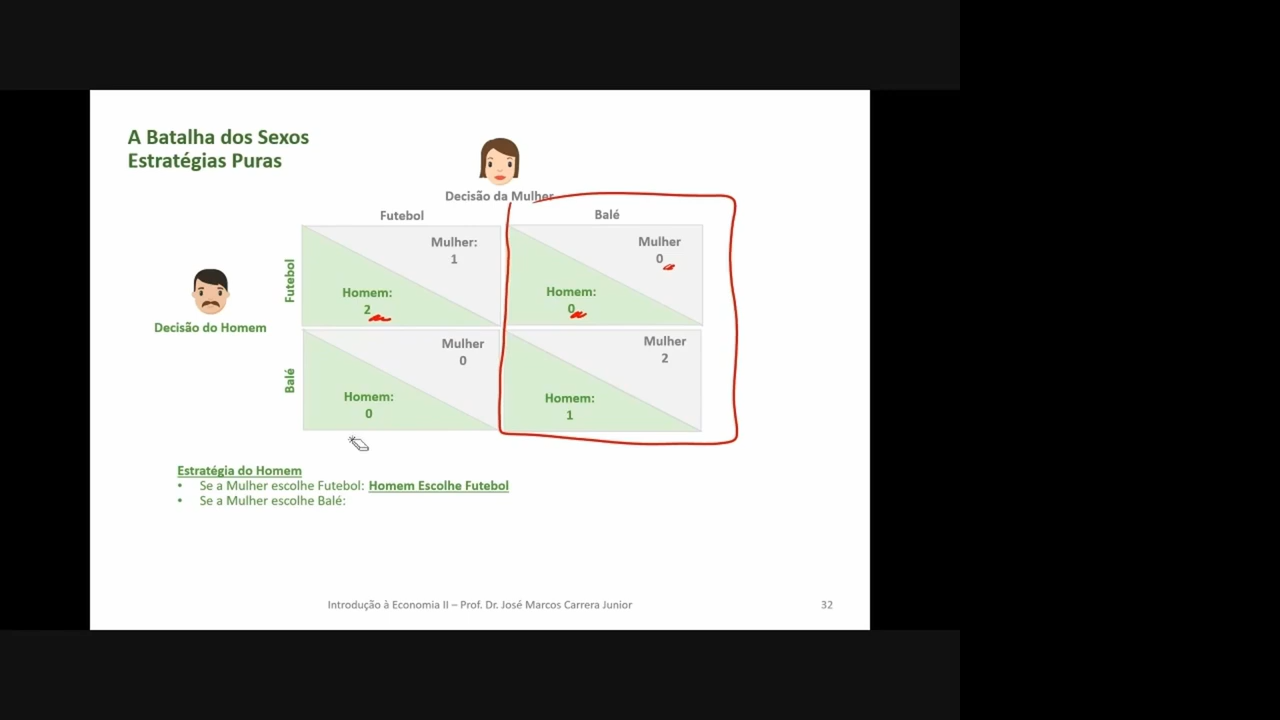 A Batalha dos Sexos
Estratégias Puras
Decisão da Mulher
Futebol
Balé
Futebol
Mulher:
1
Homem:
2
Mulher
0
Homem:
0
Decisão do Homem
Balé
Mulher
0
Homem:
0
Mulher
2
Homem:
1
Estratégia do Homem
• Se a Mulher escolhe Futebol: Homem Escolhe Futebol
• Se a Mulher escolhe Balé:
Introdução à Economia II – Prof. Dr. José Marcos Carrera Junior
32